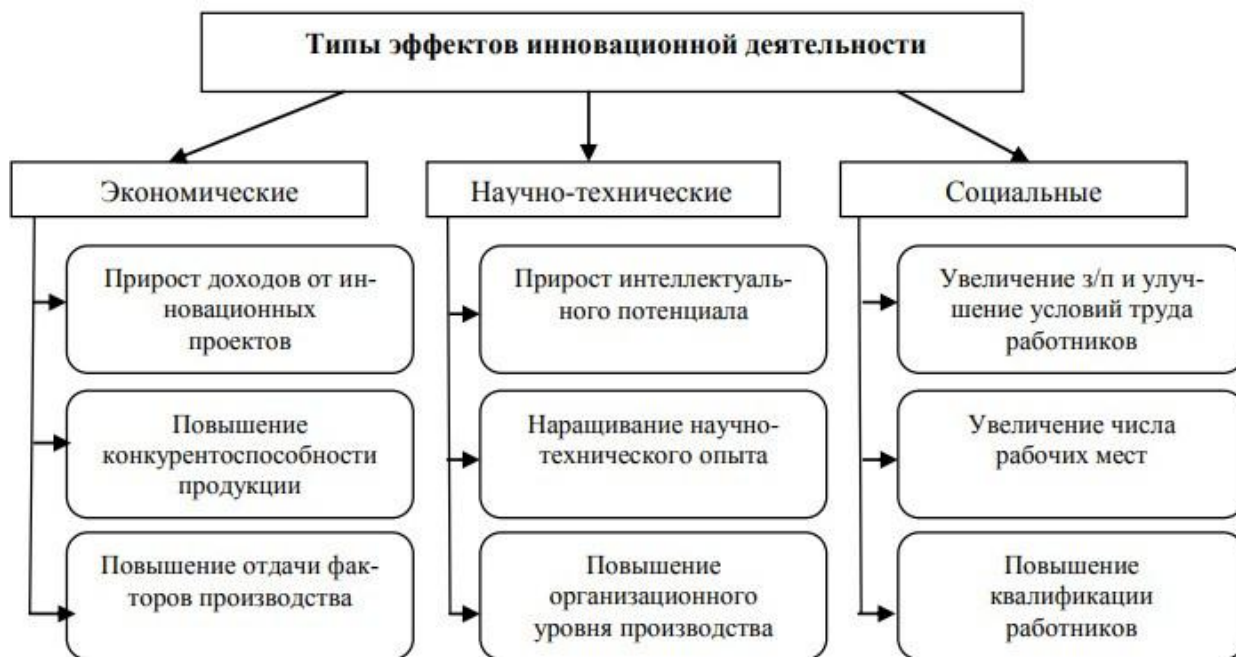 Типы эффектов инновационной деятельности
Экономические
Прирост доходов от ин-
новационных
проектов
Повышение
конкурентоспособности
продукции
Повышение отдачи фак-
торов производства
Научно-технические
Прирост интеллектуаль-
ного потенциала
Наращивание научно-
технического опыта
Повышение
организационного
уровня производства
Социальные
Увеличение з/п и улуч-
шение условий труда
работников
Увеличение числа
рабочих мест
Повышение
квалификации
работников